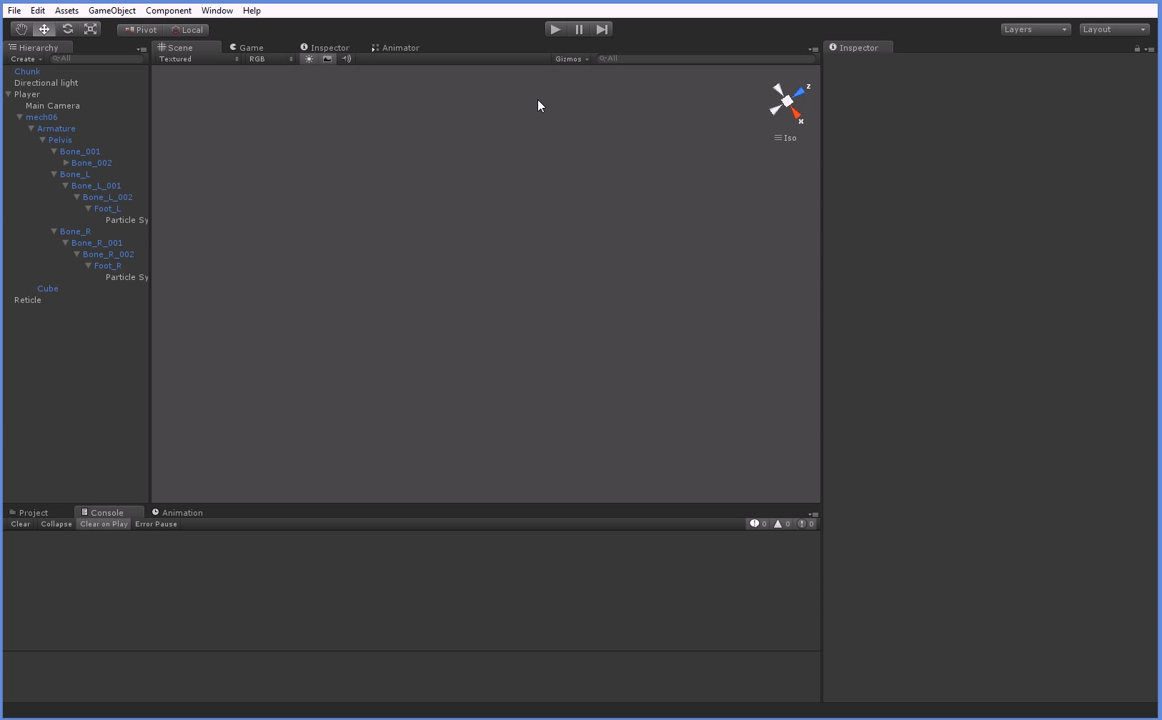 File Edit Assets GameObject Component Window Help
Pivot Local Layers Layout
Hierarchy Scene Game Inspector Animator Inspector
Create All Textured RGB Gizmos All
Chunk
Directional light
Player
Main Camera
mech06
Armature
Pelvis
Bone_001
Bone_002
Bone_L
Bone_L_001
Bone_L_002
Foot_L
Particle Sy
Bone_R
Bone_R_001
Bone_R_002
Foot_R
Particle Sy
Cube
Reticle
z
x
Iso
Project Console Animation
Clear Collapse Clear on Play Error Pause 0 0 0